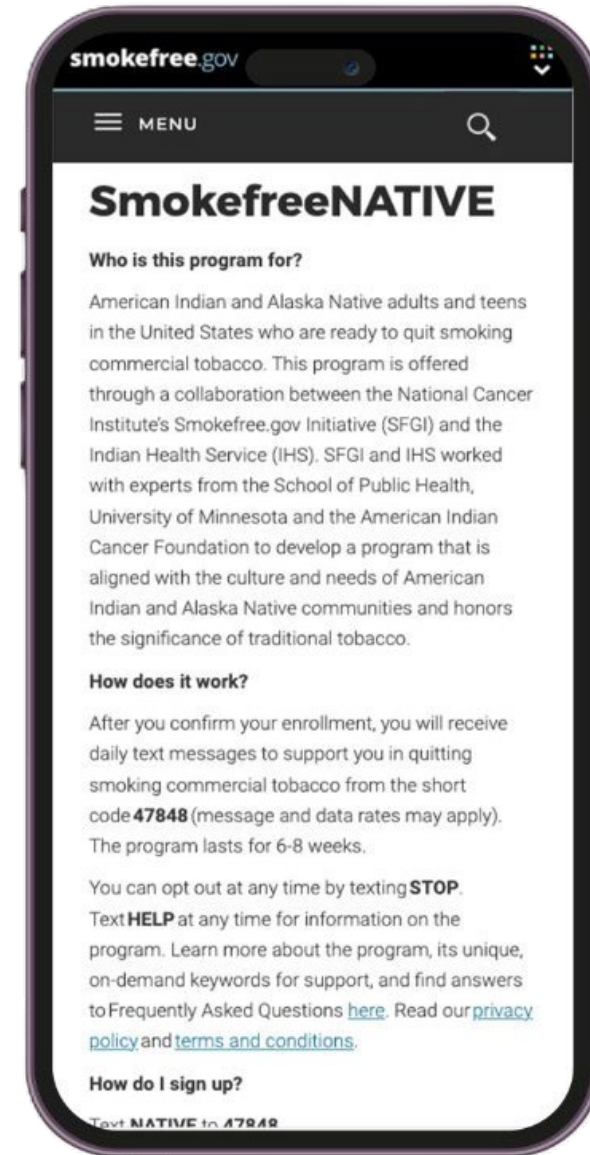 smokefree.gov
MENU
SmokefreeNATIVE
Who is this program for?
American Indian and Alaska Native adults and teens
in the United States who are ready to quit smoking
commercial tobacco. This program is offered
through a collaboration between the National Cancer
Institute's Smokefree.gov Initiative (SFGI) and the
Indian Health Service (IHS). SFGI and IHS worked
with experts from the School of Public Health,
University of Minnesota and the American Indian
Cancer Foundation to develop a program that is
aligned with the culture and needs of American
Indian and Alaska Native communities and honors
the significance of traditional tobacco.
How does it work?
After you confirm your enrollment, you will receive
daily text messages to support you in quitting
smoking commercial tobacco from the short
code 47848 (message and data rates may apply).
The program lasts for 6-8 weeks.
You can opt out at any time by texting STOP.
Text HELP at any time for information on the
program. Learn more about the program, its unique,
on-demand keywords for support, and find answers
to Frequently Asked Questions here. Read our privacy
policy and terms and conditions.
How do I sign up?
Text NATIVE to 47848